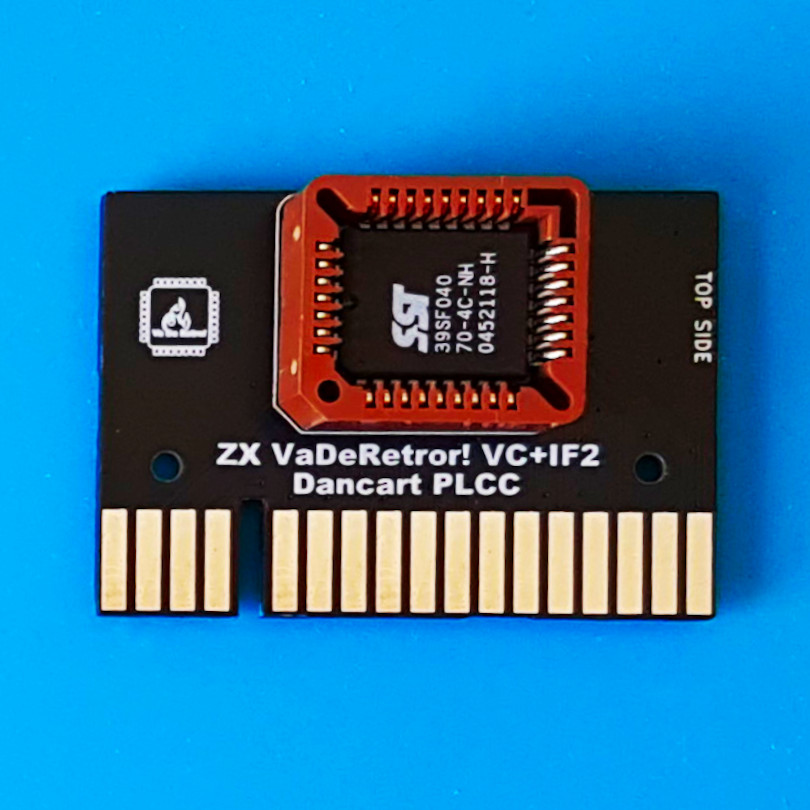 SST
39SF040
70-4C-NH
0452118-H
TOP SIDE
ZX VaDeRetror! VC+IF2
Dancart PLCC